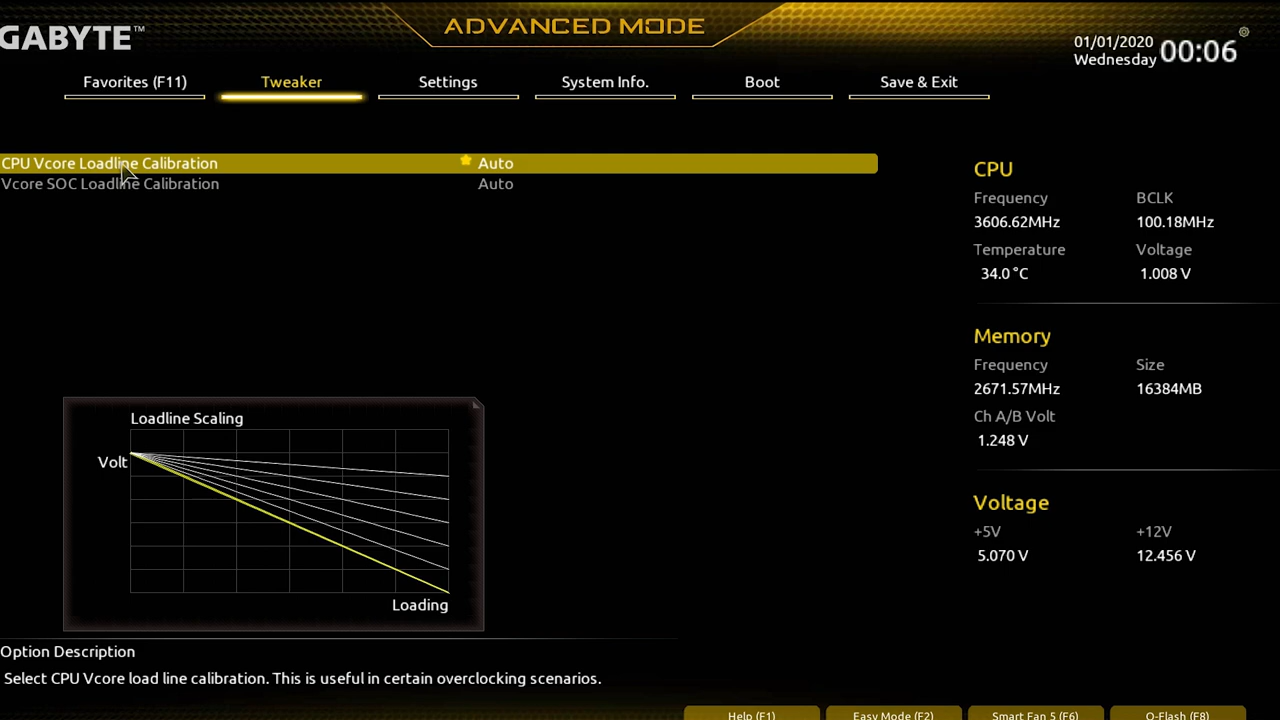 GABYTE™
ADVANCED MODE
01/01/2020
Wednesday
00:06
Favorites (F11)
Tweaker
Settings
System Info.
Boot
Save & Exit
CPU Vcore Loadline Calibration
Auto
Vcore SOC Loadline Calibration
Auto
CPU
Frequency
BCLK
3606.62MHz
100.18MHz
Temperature
Voltage
34.0 °C
1.008 V
Memory
Frequency
Size
2671.57MHz
16384MB
Ch A/B Volt
1.248 V
Voltage
+5V
+12V
5.070 V
12.456 V
Loadline Scaling
Volt
Loading
Option Description
Select CPU Vcore load line calibration. This is useful in certain overclocking scenarios.
Help (F1)
Easy Mode (F2)
Smart Fan 5 (F6)
Q-Flash (F8)